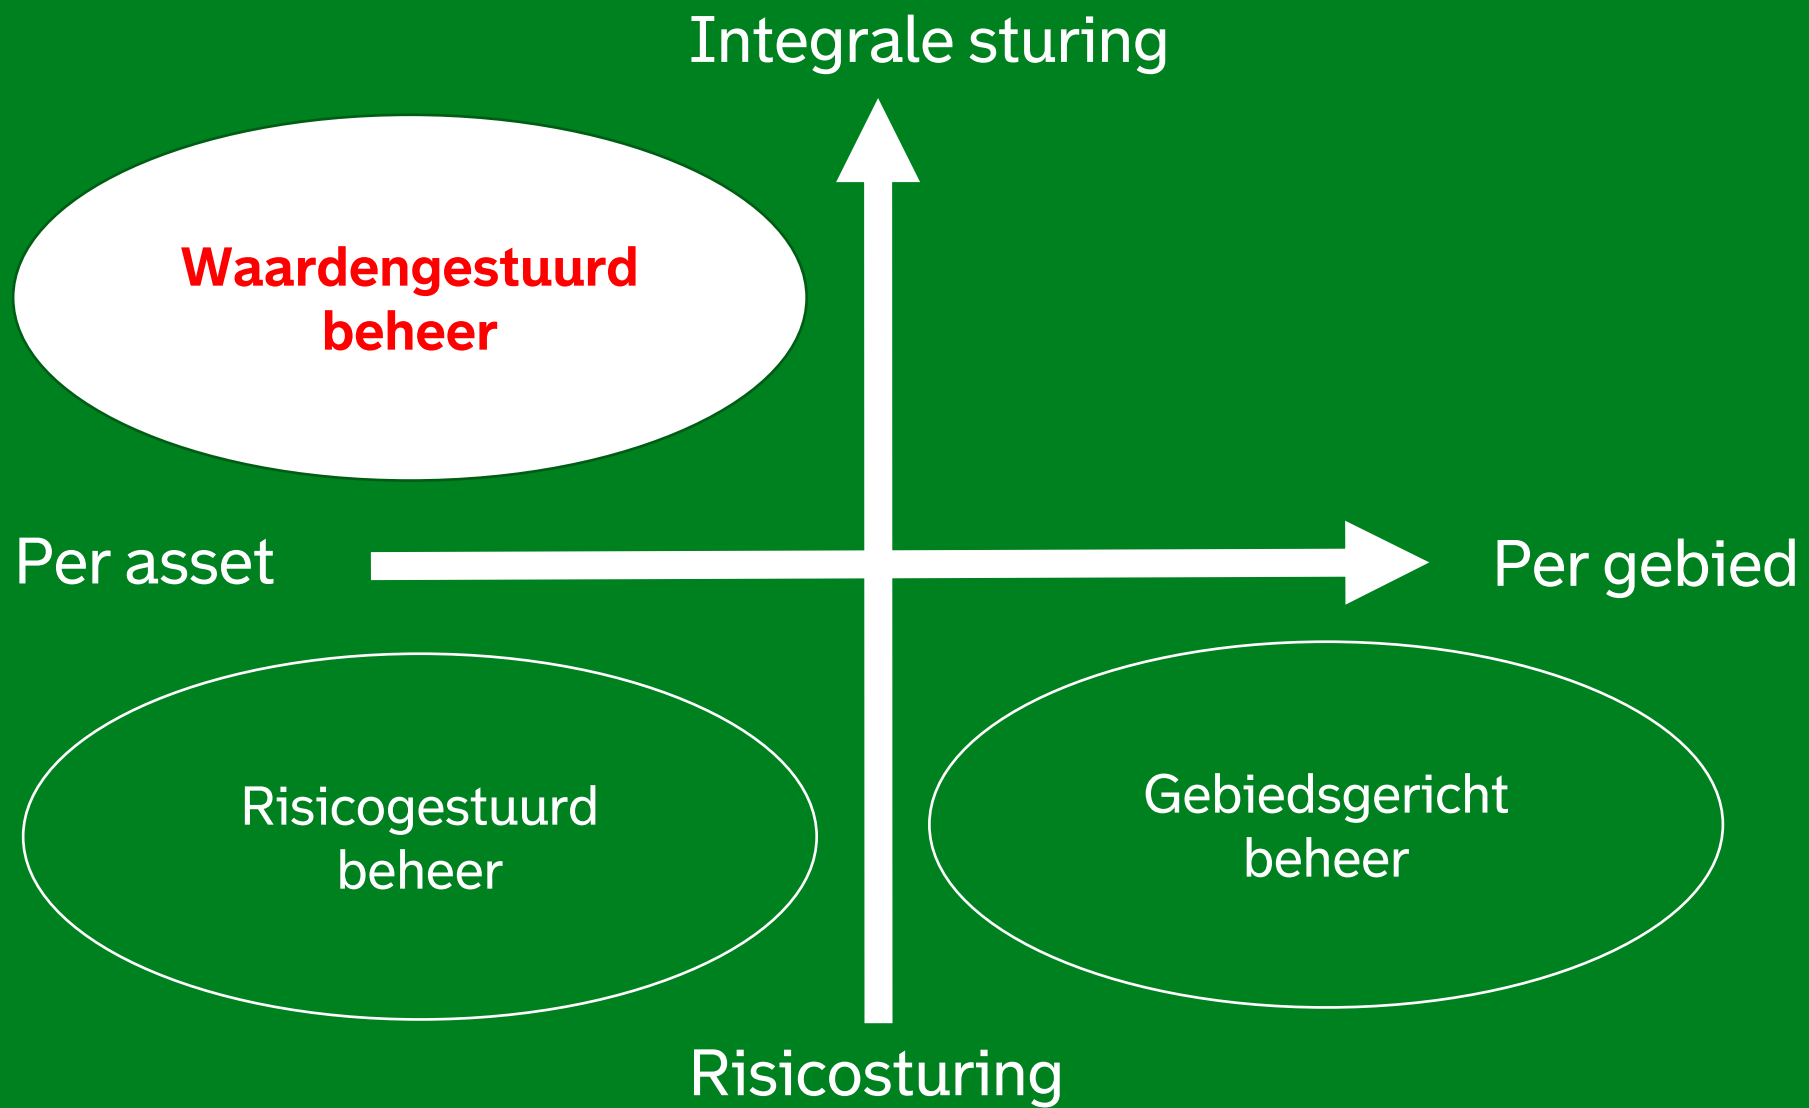 Integrale sturing
Waardengestuurd
beheer
Per asset
Per gebied
Risicogestuurd
beheer
Gebiedsgericht
beheer
Risicosturing